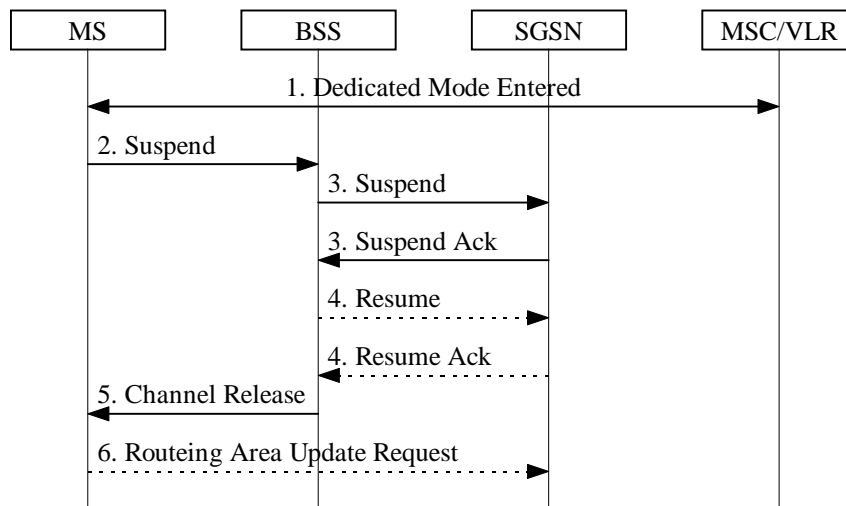 MS
BSS
SGSN
MSC/VLR
1. Dedicated Mode Entered
2. Suspend
3. Suspend
3. Suspend Ack
4. Resume
4. Resume Ack
5. Channel Release
6. Routeing Area Update Request